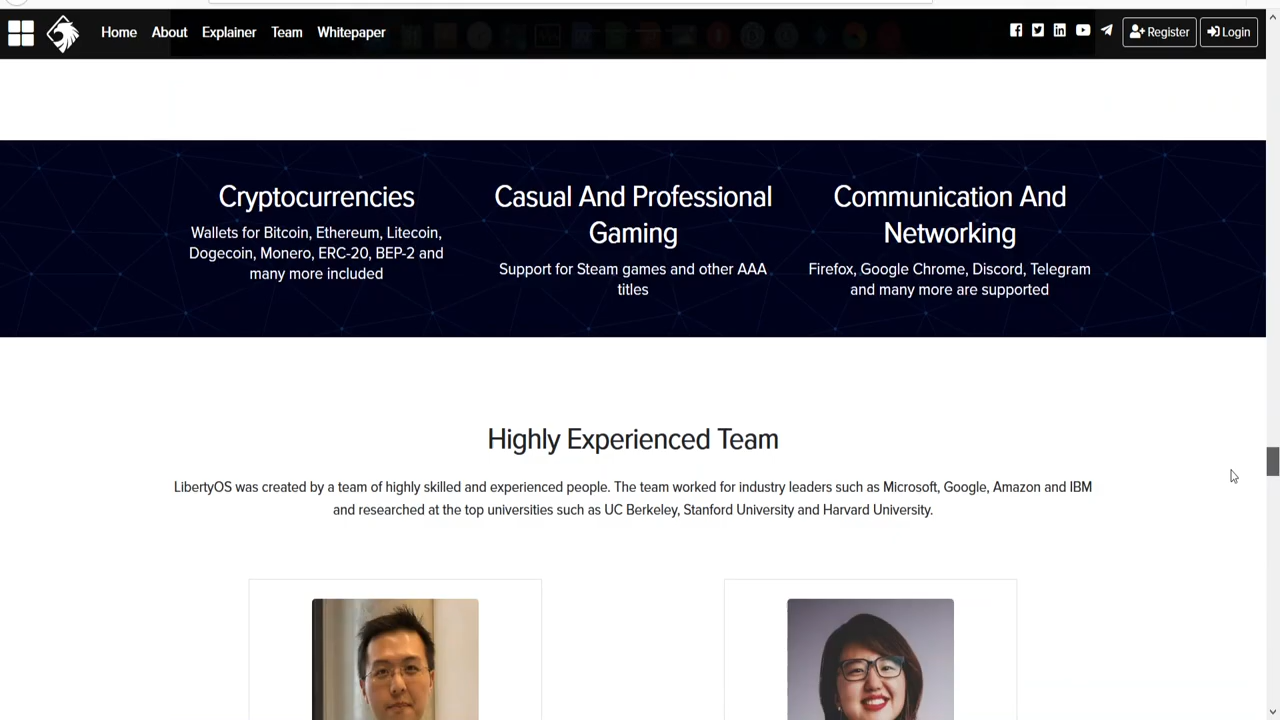 Home About Explainer Team Whitepaper Register Login
Cryptocurrencies
Wallets for Bitcoin, Ethereum, Litecoin,
Dogecoin, Monero, ERC-20, BEP-2 and
many more included
Casual And Professional
Gaming
Support for Steam games and other AAA
titles
Communication And
Networking
Firefox, Google Chrome, Discord, Telegram
and many more are supported
Highly Experienced Team
LibertyOS was created by a team of highly skilled and experienced people. The team worked for industry leaders such as Microsoft, Google, Amazon and IBM
and researched at the top universities such as UC Berkeley, Stanford University and Harvard University.